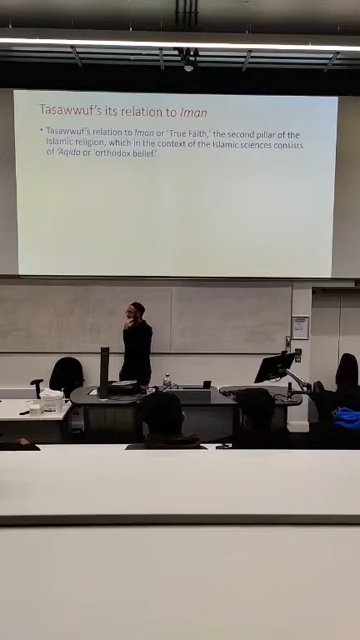 Tasawwuf's its relation to Iman
• Tasawwuf's relation to Iman or 'True Faith,' the second pillar of the
Islamic religion, which in the context of the Islamic sciences consists
of 'Aqida or 'orthodox belief.'